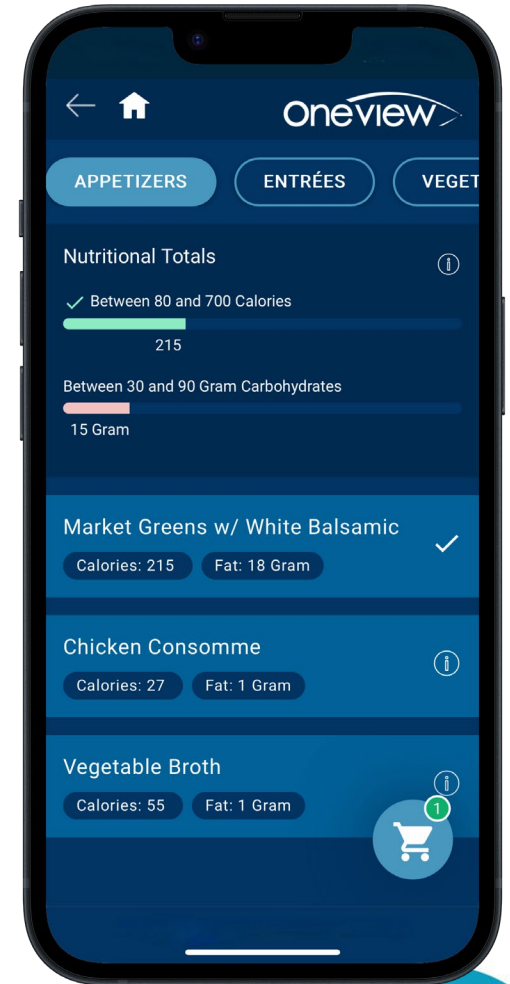 oneview
APPETIZERS ENTRÉES VEGET
Nutritional Totals
Between 80 and 700 Calories
215
Between 30 and 90 Gram Carbohydrates
15 Gram
Market Greens w/ White Balsamic
Calories: 215 Fat: 18 Gram
Chicken Consomme
Calories: 27 Fat: 1 Gram
Vegetable Broth
Calories: 55 Fat: 1 Gram
1